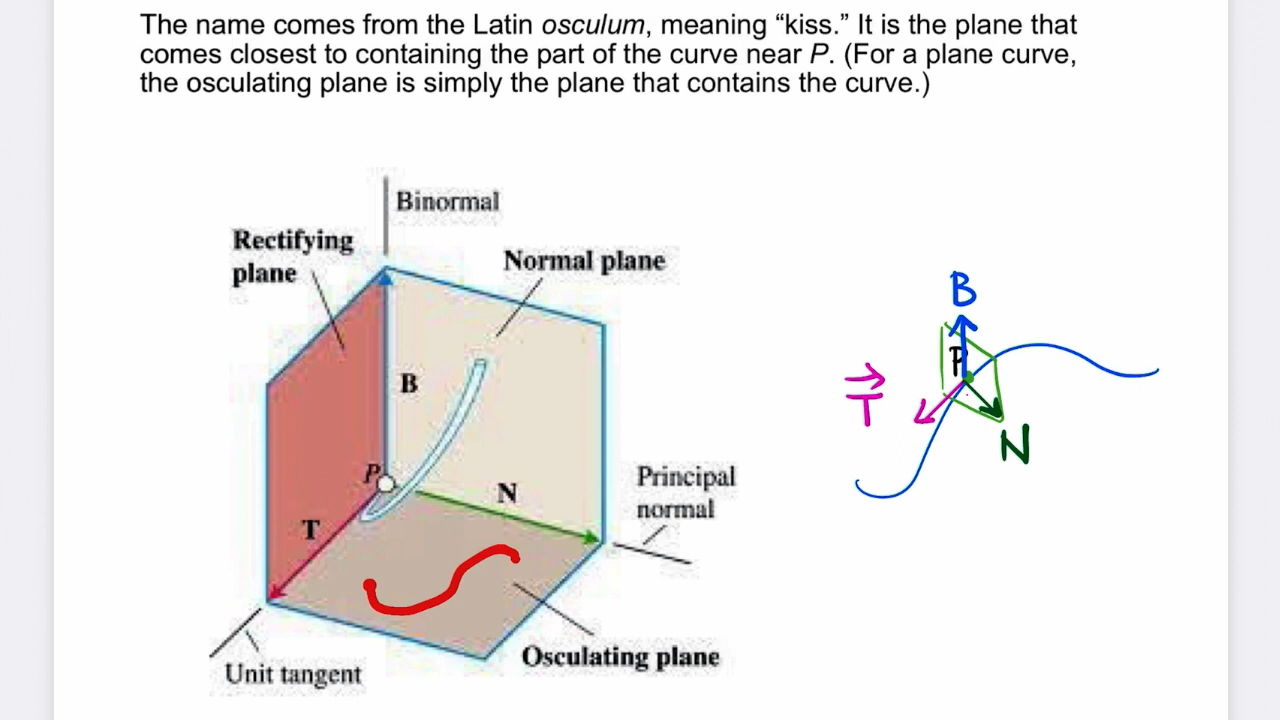 The name comes from the Latin osculum, meaning “kiss.” It is the plane that
comes closest to containing the part of the curve near P. (For a plane curve,
the osculating plane is simply the plane that contains the curve.)
Binormal
Rectifying
plane
Normal plane
B
P
N
T
Principal
normal
Osculating plane
Unit tangent
B
P
T
N